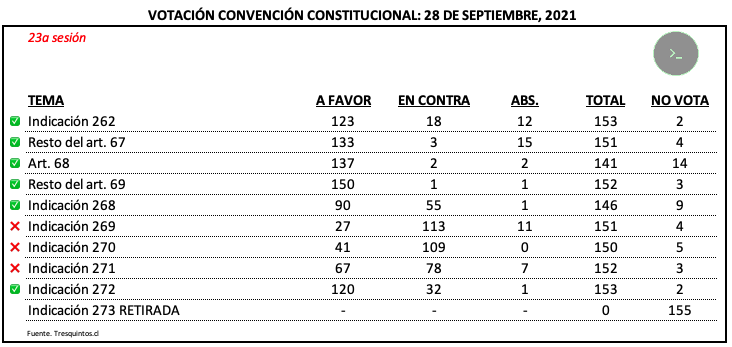 VOTACIÓN CONVENCIÓN CONSTITUCIONAL: 28 DE SEPTIEMBRE, 2021
23a sesión
>_
TEMA A FAVOR EN CONTRA ABS. TOTAL NO VOTA
Indicación 262 123 18 12 153 2
Resto del art. 67 133 3 15 151 4
Art. 68 137 2 2 141 14
Resto del art. 69 150 1 1 152 3
Indicación 268 90 55 1 146 9
Indicación 269 27 113 11 151 4
Indicación 270 41 109 0 150 5
Indicación 271 67 78 7 152 3
Indicación 272 120 32 1 153 2
Indicación 273 RETIRADA - - - 0 155
Fuente. Tresquintos.cl